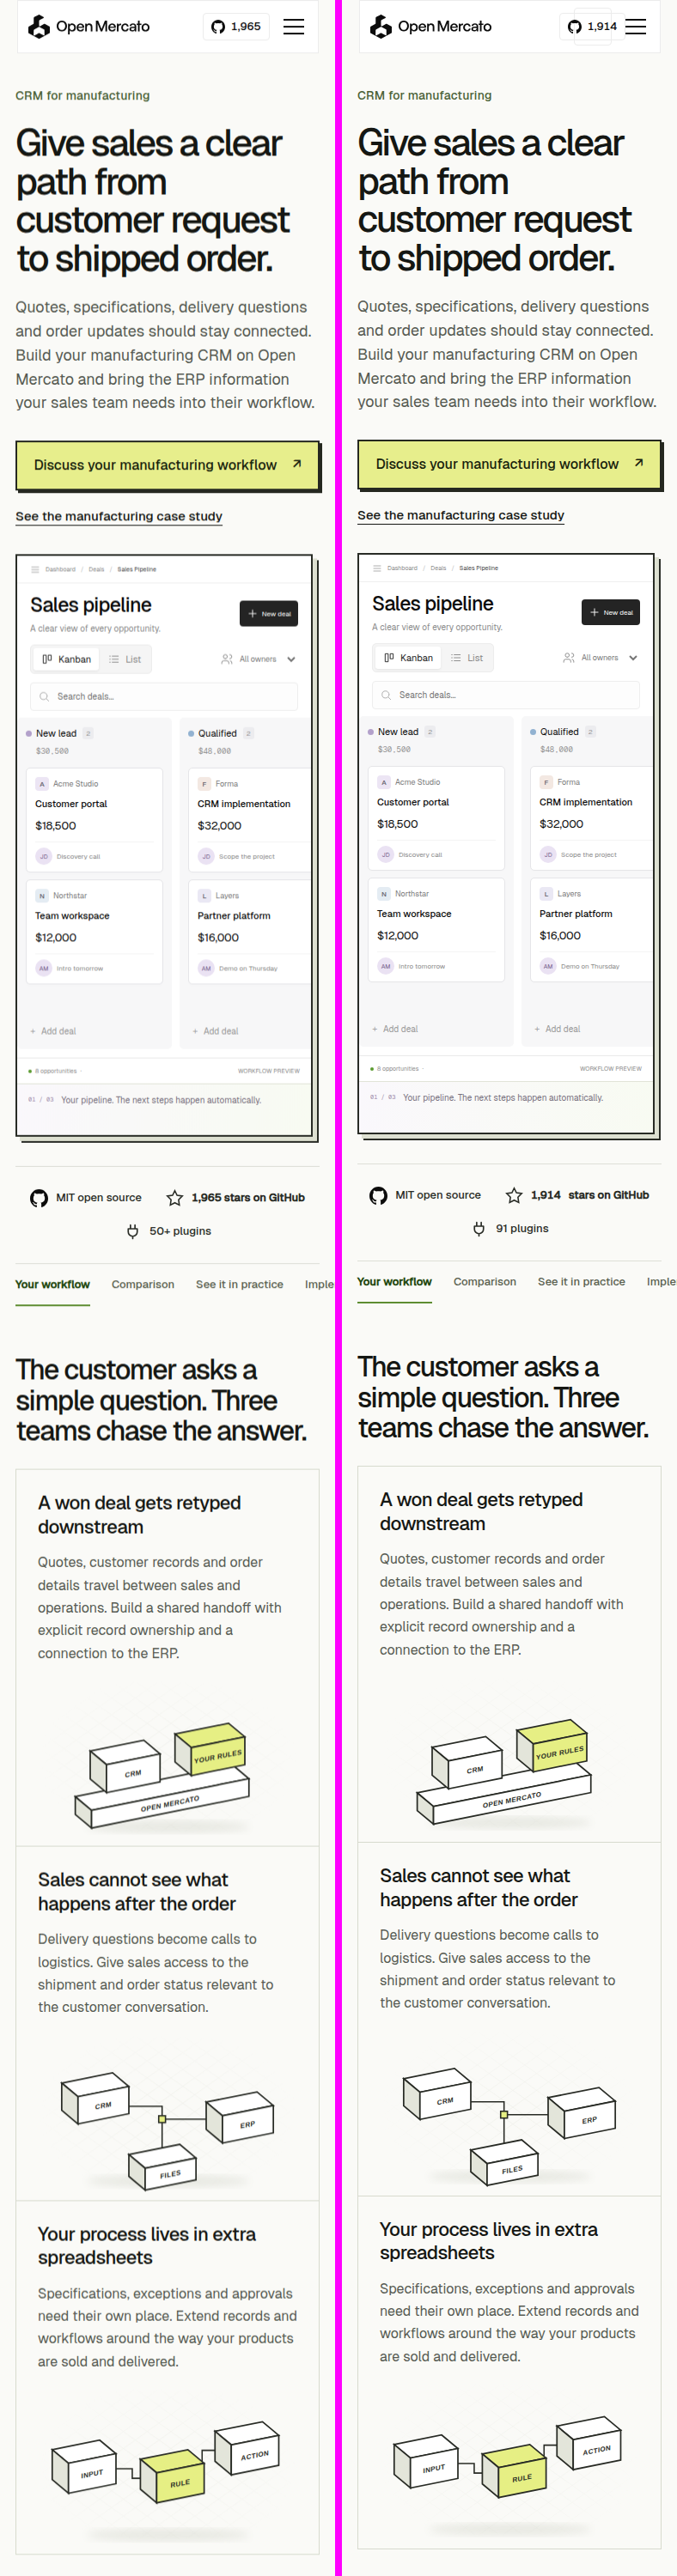 Open Mercato
1,965
CRM for manufacturing
Give sales a clear
path from
customer request
to shipped order.
Quotes, specifications, delivery questions
and order updates should stay connected.
Build your manufacturing CRM on Open
Mercato and bring the ERP information
your sales team needs into their workflow.
Discuss your manufacturing workflow
See the manufacturing case study
Dashboard / Deals / Sales Pipeline
Sales pipeline
A clear view of every opportunity.
New deal
Kanban
List
All owners
Search deals...
New lead 2
$30,500
A Acme Studio
Customer portal
$18,500
JD Discovery call
N Northstar
Team workspace
$12,000
AM Intro tomorrow
+ Add deal
Qualified 2
$48,000
F Forma
CRM implementation
$32,000
JD Scope the project
L Layers
Partner platform
$16,000
AM Demo on Thursday
+ Add deal
8 opportunities ·
WORKFLOW PREVIEW
01 / 03 Your pipeline. The next steps happen automatically.
MIT open source
1,965 stars on GitHub
50+ plugins
Your workflow
Comparison
See it in practice
Imple
The customer asks a
simple question. Three
teams chase the answer.
A won deal gets retyped
downstream
Quotes, customer records and order
details travel between sales and
operations. Build a shared handoff with
explicit record ownership and a
connection to the ERP.
CRM
YOUR RULES
OPEN MERCATO
Sales cannot see what
happens after the order
Delivery questions become calls to
logistics. Give sales access to the
shipment and order status relevant to
the customer conversation.
CRM
ERP
FILES
Your process lives in extra
spreadsheets
Specifications, exceptions and approvals
need their own place. Extend records and
workflows around the way your products
are sold and delivered.
INPUT
RULE
ACTION
Open Mercato
1,914
CRM for manufacturing
Give sales a clear
path from
customer request
to shipped order.
Quotes, specifications, delivery questions
and order updates should stay connected.
Build your manufacturing CRM on Open
Mercato and bring the ERP information
your sales team needs into their workflow.
Discuss your manufacturing workflow
See the manufacturing case study
Dashboard / Deals / Sales Pipeline
Sales pipeline
A clear view of every opportunity.
New deal
Kanban
List
All owners
Search deals...
New lead 2
$30,500
A Acme Studio
Customer portal
$18,500
JD Discovery call
N Northstar
Team workspace
$12,000
AM Intro tomorrow
+ Add deal
Qualified 2
$48,000
F Forma
CRM implementation
$32,000
JD Scope the project
L Layers
Partner platform
$16,000
AM Demo on Thursday
+ Add deal
8 opportunities ·
WORKFLOW PREVIEW
01 / 03 Your pipeline. The next steps happen automatically.
MIT open source
1,914 stars on GitHub
91 plugins
Your workflow
Comparison
See it in practice
Imple
The customer asks a
simple question. Three
teams chase the answer.
A won deal gets retyped
downstream
Quotes, customer records and order
details travel between sales and
operations. Build a shared handoff with
explicit record ownership and a
connection to the ERP.
CRM
YOUR RULES
OPEN MERCATO
Sales cannot see what
happens after the order
Delivery questions become calls to
logistics. Give sales access to the
shipment and order status relevant to
the customer conversation.
CRM
ERP
FILES
Your process lives in extra
spreadsheets
Specifications, exceptions and approvals
need their own place. Extend records and
workflows around the way your products
are sold and delivered.
INPUT
RULE
ACTION